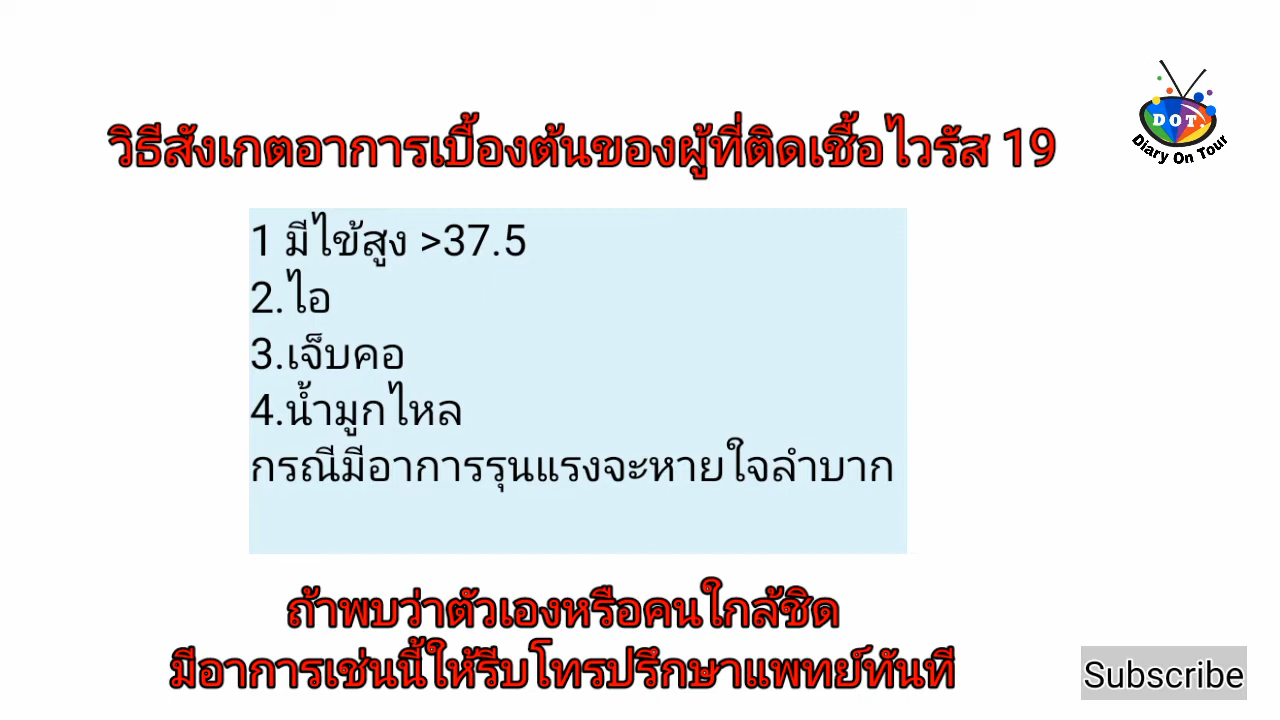 วิธีสังเกตอาการเบื้องต้นของผู้ที่ติดเชื้อไวรัส 19
DOT
Diary On Tour
1 มีไข้สูง >37.5
2.ไอ
3.เจ็บคอ
4.น้ำมูกไหล
กรณีมีอาการรุนแรงจะหายใจลำบาก
ถ้าพบว่าตัวเองหรือคนใกล้ชิด
มีอาการเช่นนี้ให้รีบโทรปรึกษาแพทย์ทันที
Subscribe